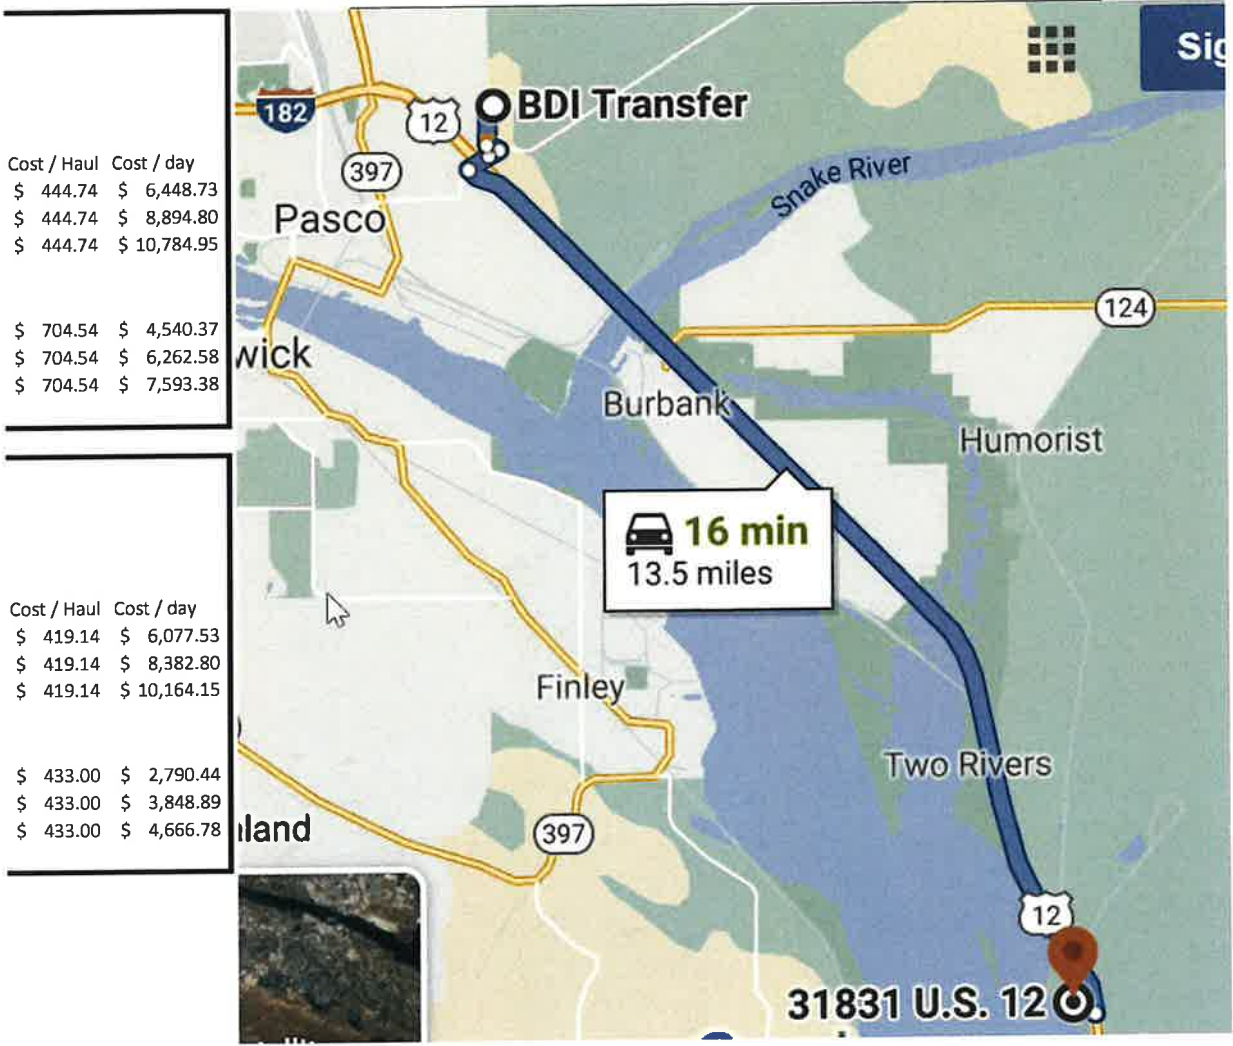 Cost / Haul Cost / day
$ 444.74 $ 6,448.73
$ 444.74 $ 8,894.80
$ 444.74 $ 10,784.95
$ 704.54 $ 4,540.37
$ 704.54 $ 6,262.58
$ 704.54 $ 7,593.38
Cost / Haul Cost / day
$ 419.14 $ 6,077.53
$ 419.14 $ 8,382.80
$ 419.14 $ 10,164.15
$ 433.00 $ 2,790.44
$ 433.00 $ 3,848.89
$ 433.00 $ 4,666.78
Sig
182
12
BDI Transfer
397
Snake River
Pasco
124
wick
Burbank
Humorist
16 min
13.5 miles
Finley
Two Rivers
land
397
12
31831 U.S. 12